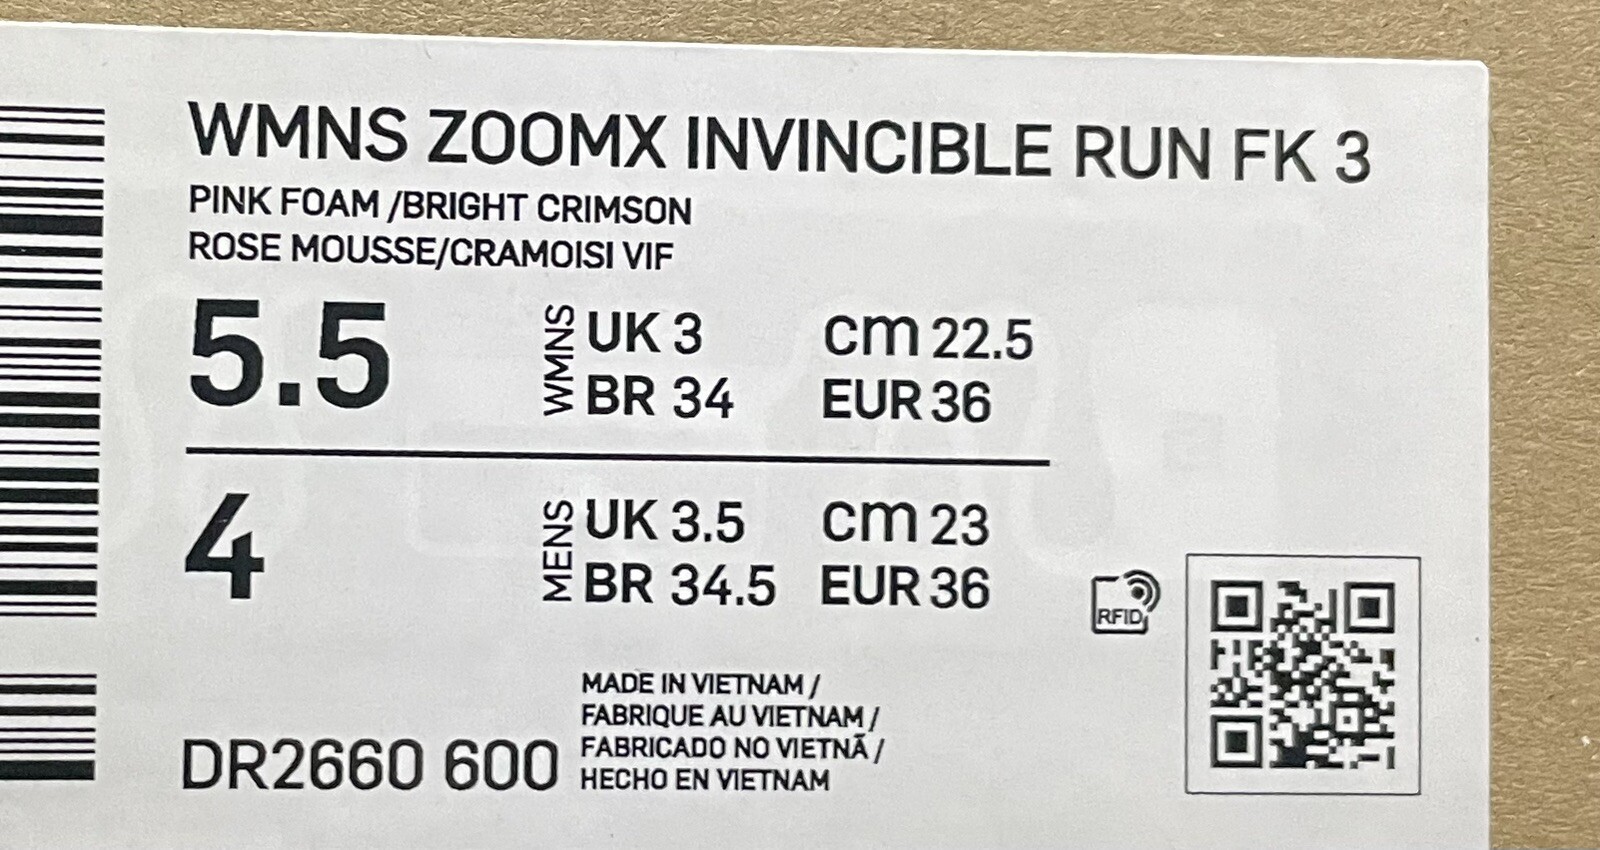 WMNS ZOOMX INVINCIBLE RUN FK 3
PINK FOAM /BRIGHT CRIMSON
ROSE MOUSSE/CRAMOISI VIF
5.5 WMNS UK 3 cm 22.5
BR 34 EUR 36
4 MENS UK 3.5 cm 23
BR 34.5 EUR 36
RFID
MADE IN VIETNAM /
FABRIQUE AU VIETNAM /
FABRICADO NO VIETNÃ /
HECHO EN VIETNAM
DR2660 600